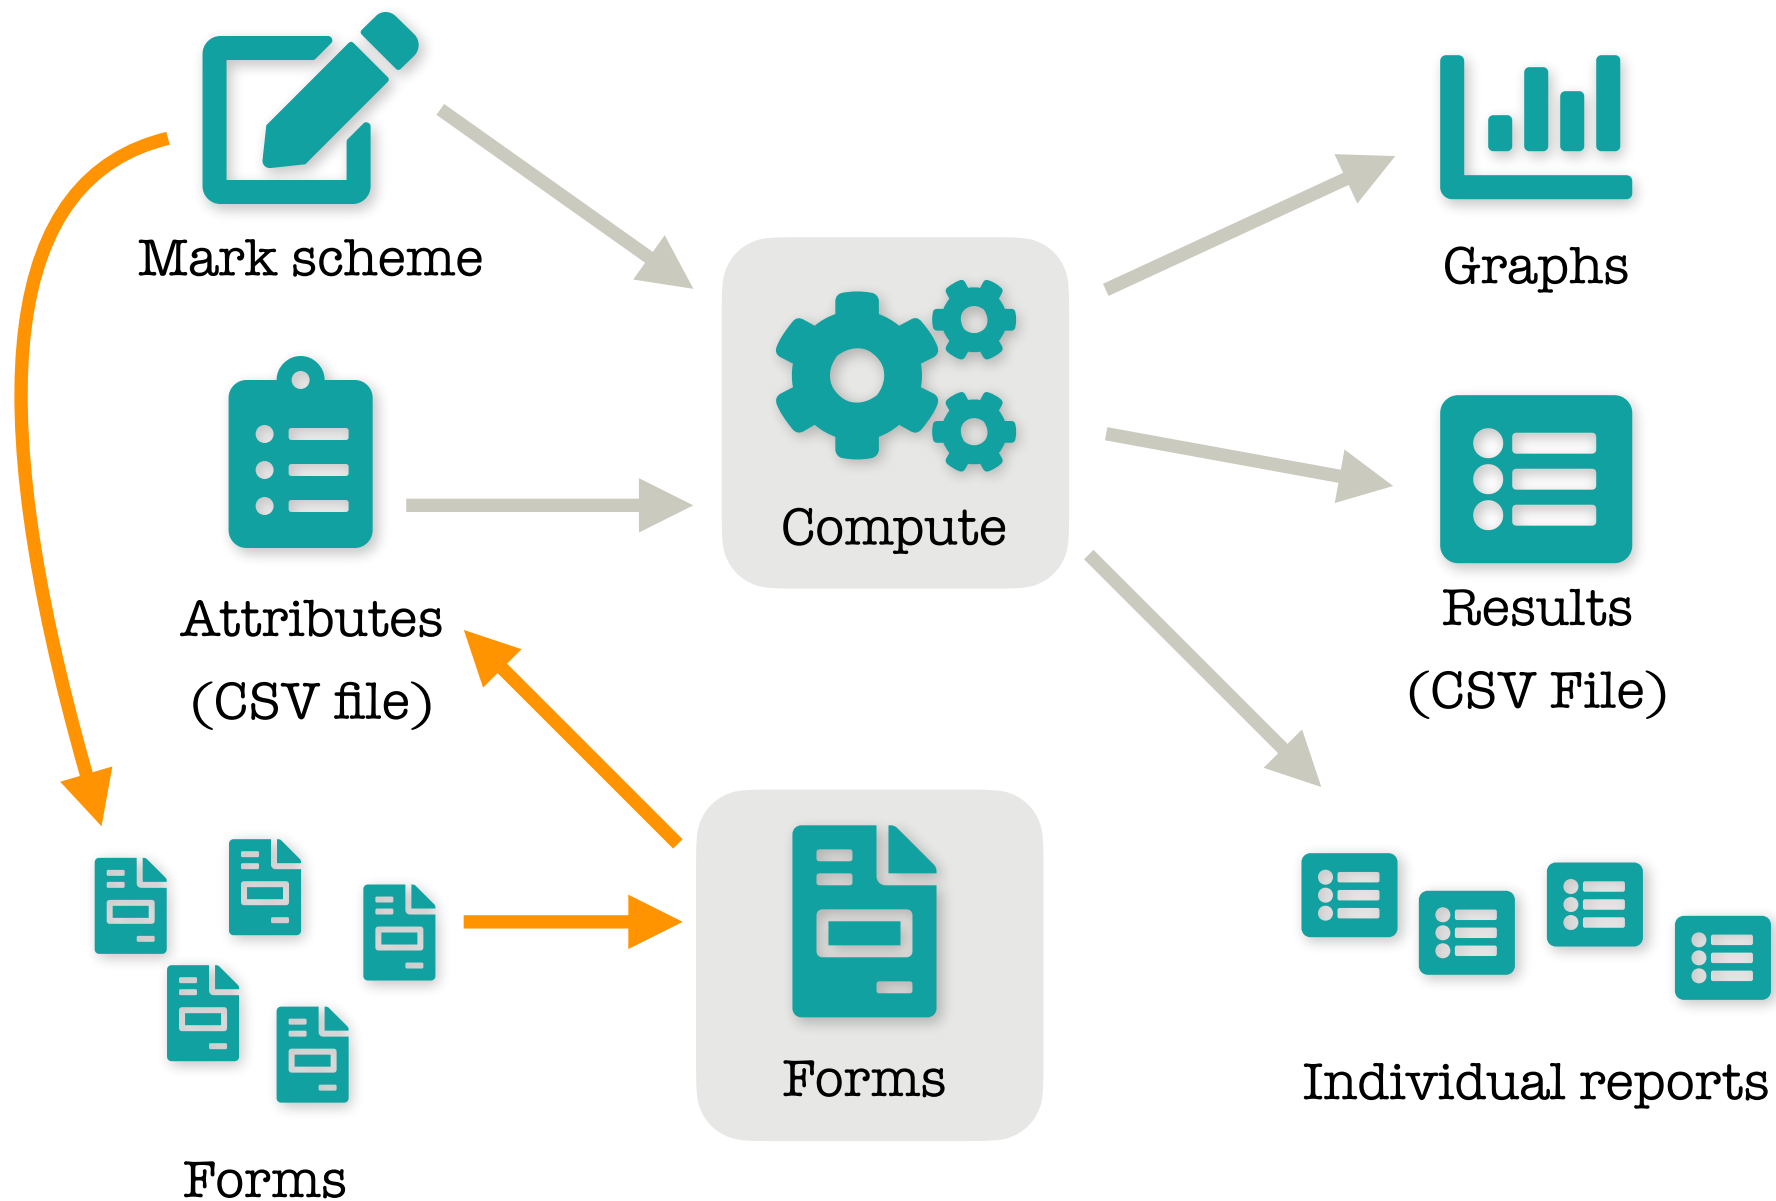 Mark scheme
Graphs
Compute
Attributes
(CSV file)
Results
(CSV File)
Forms
Individual reports
Forms